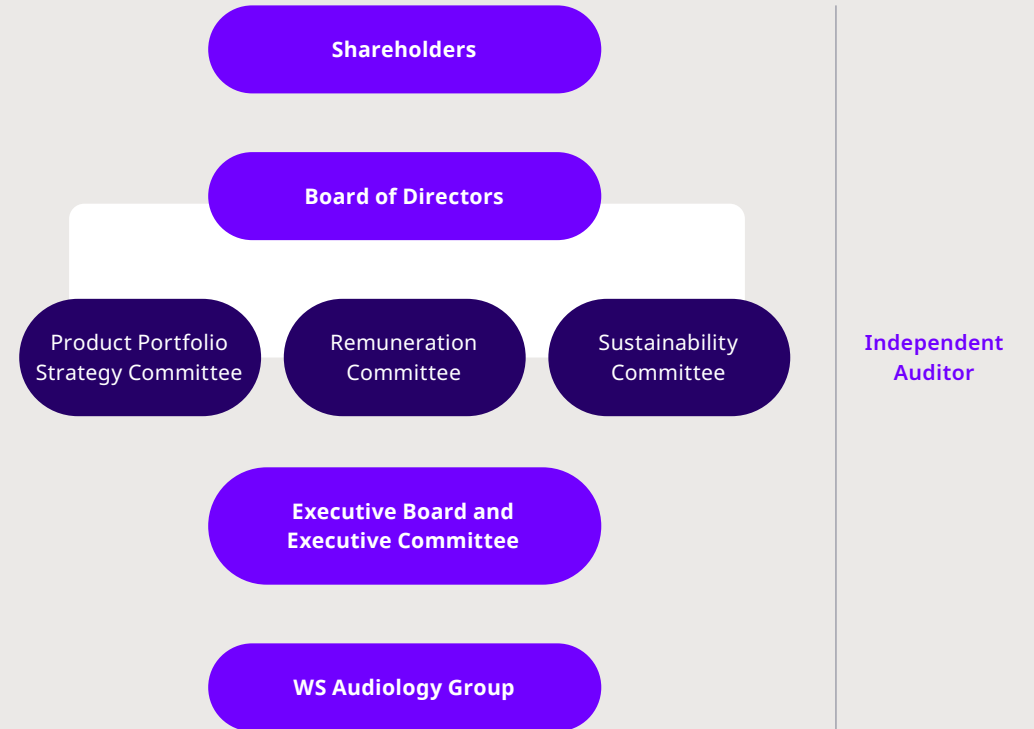 Shareholders
Board of Directors
Product Portfolio
Strategy Committee
Remuneration
Committee
Sustainability
Committee
Independent
Auditor
Executive Board and
Executive Committee
WS Audiology Group